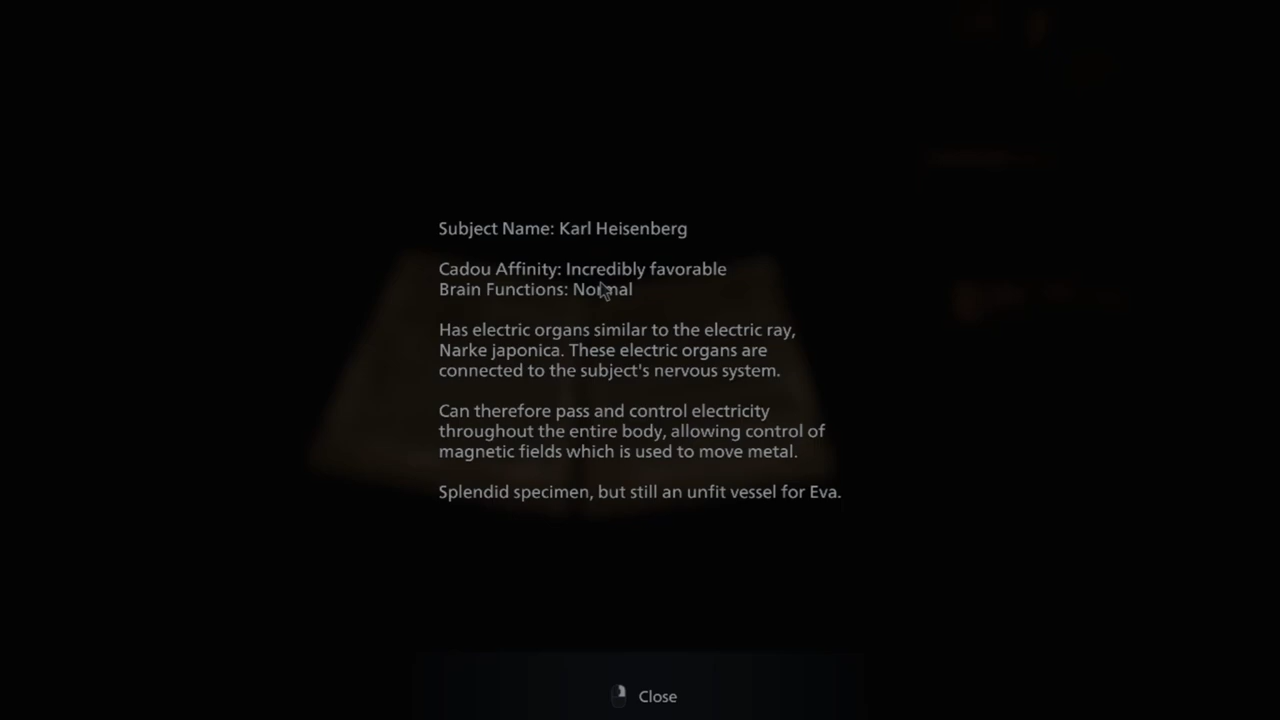 Subject Name: Karl Heisenberg
Cadou Affinity: Incredibly favorable
Brain Functions: Normal
Has electric organs similar to the electric ray,
Narke japonica. These electric organs are
connected to the subject's nervous system.
Can therefore pass and control electricity
throughout the entire body, allowing control of
magnetic fields which is used to move metal.
Splendid specimen, but still an unfit vessel for Eva.
Close